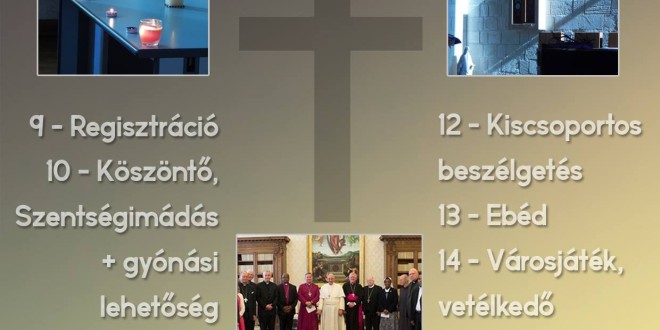 9 - Regisztráció
10 - Köszöntő,
Szentségimádás
+ gyónási
lehetőség
12 - Kiscsoportos
beszélgetés
13 - Ebéd
14 - Városjáték,
vetélkedő